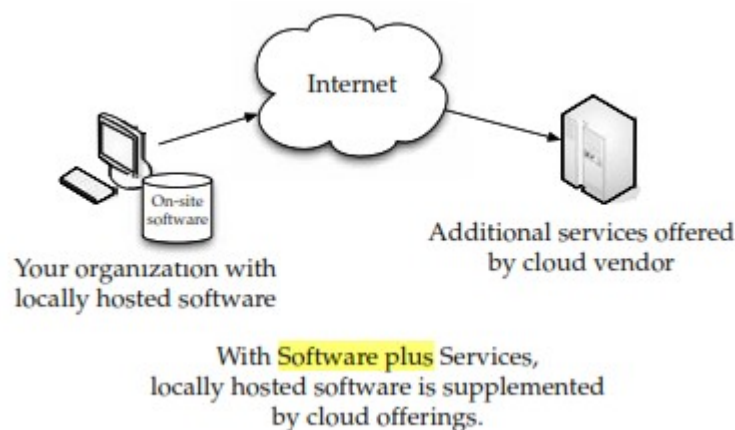 Internet
On-site
software
Your organization with
locally hosted software
Additional services offered
by cloud vendor
With Software plus Services,
locally hosted software is supplemented
by cloud offerings.